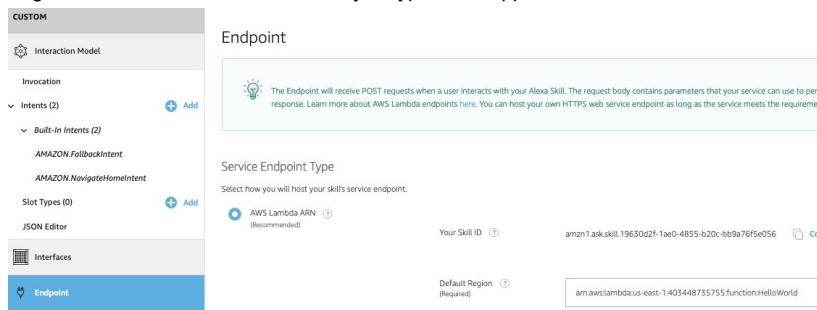 CUSTOM
Interaction Model
Invocation
Intents (2)
Add
Built-In Intents (2)
AMAZON.FallbackIntent
AMAZON.NavigateHomeIntent
Slot Types (0)
Add
JSON Editor
Interfaces
Endpoint
Endpoint
The Endpoint will receive POST requests when a user interacts with your Alexa Skill. The request body contains parameters that your service can use to
response. Learn more about AWS Lambda endpoints here. You can host your own HTTPS web service endpoint as long as the service meets the
Service Endpoint Type
Select how you will host your skill's service endpoint.
AWS Lambda ARN ?
(Recommended)
Your Skill ID ?
amzn1.ask.skill.19630d2f-1ae0-4855-b20c-bb9a76f5e056
Default Region ?
(Required)
arn:aws:lambda:us-east-1:403448735755:function:HelloWorld